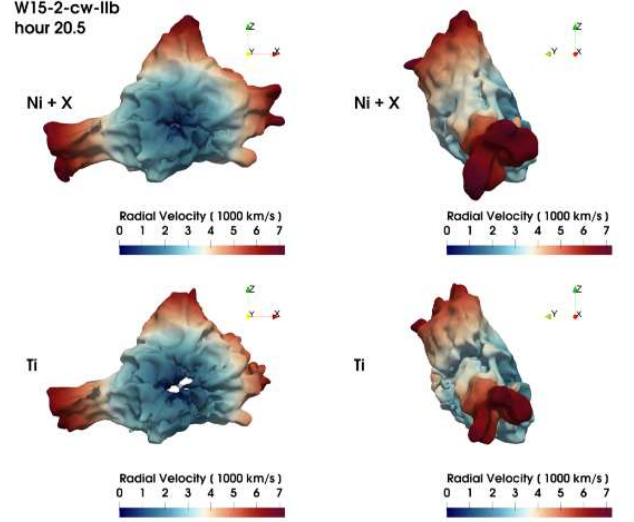 W15-2-cw-IIb
hour 20.5
Z
Y X
Z
Y X
Ni + X
Ni + X
Radial Velocity ( 1000 km/s )
0 1 2 3 4 5 6 7
Radial Velocity ( 1000 km/s )
0 1 2 3 4 5 6 7
Z
Y X
Z
Y X
Ti
Ti
Radial Velocity ( 1000 km/s )
0 1 2 3 4 5 6 7
Radial Velocity ( 1000 km/s )
0 1 2 3 4 5 6 7